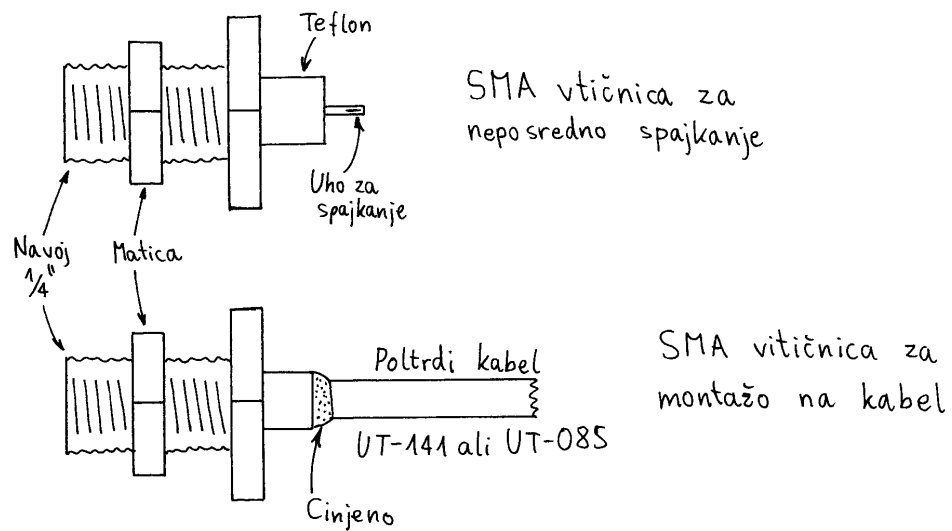 Teflon
SMA vtičnica za
neposredno spajkanje
Uho za
spajkanje
Navoj
1/4"
Matica
Poltrdi kabel
UT-141 ali UT-085
SMA vitičnica za
montažo na kabel
Cinjeno